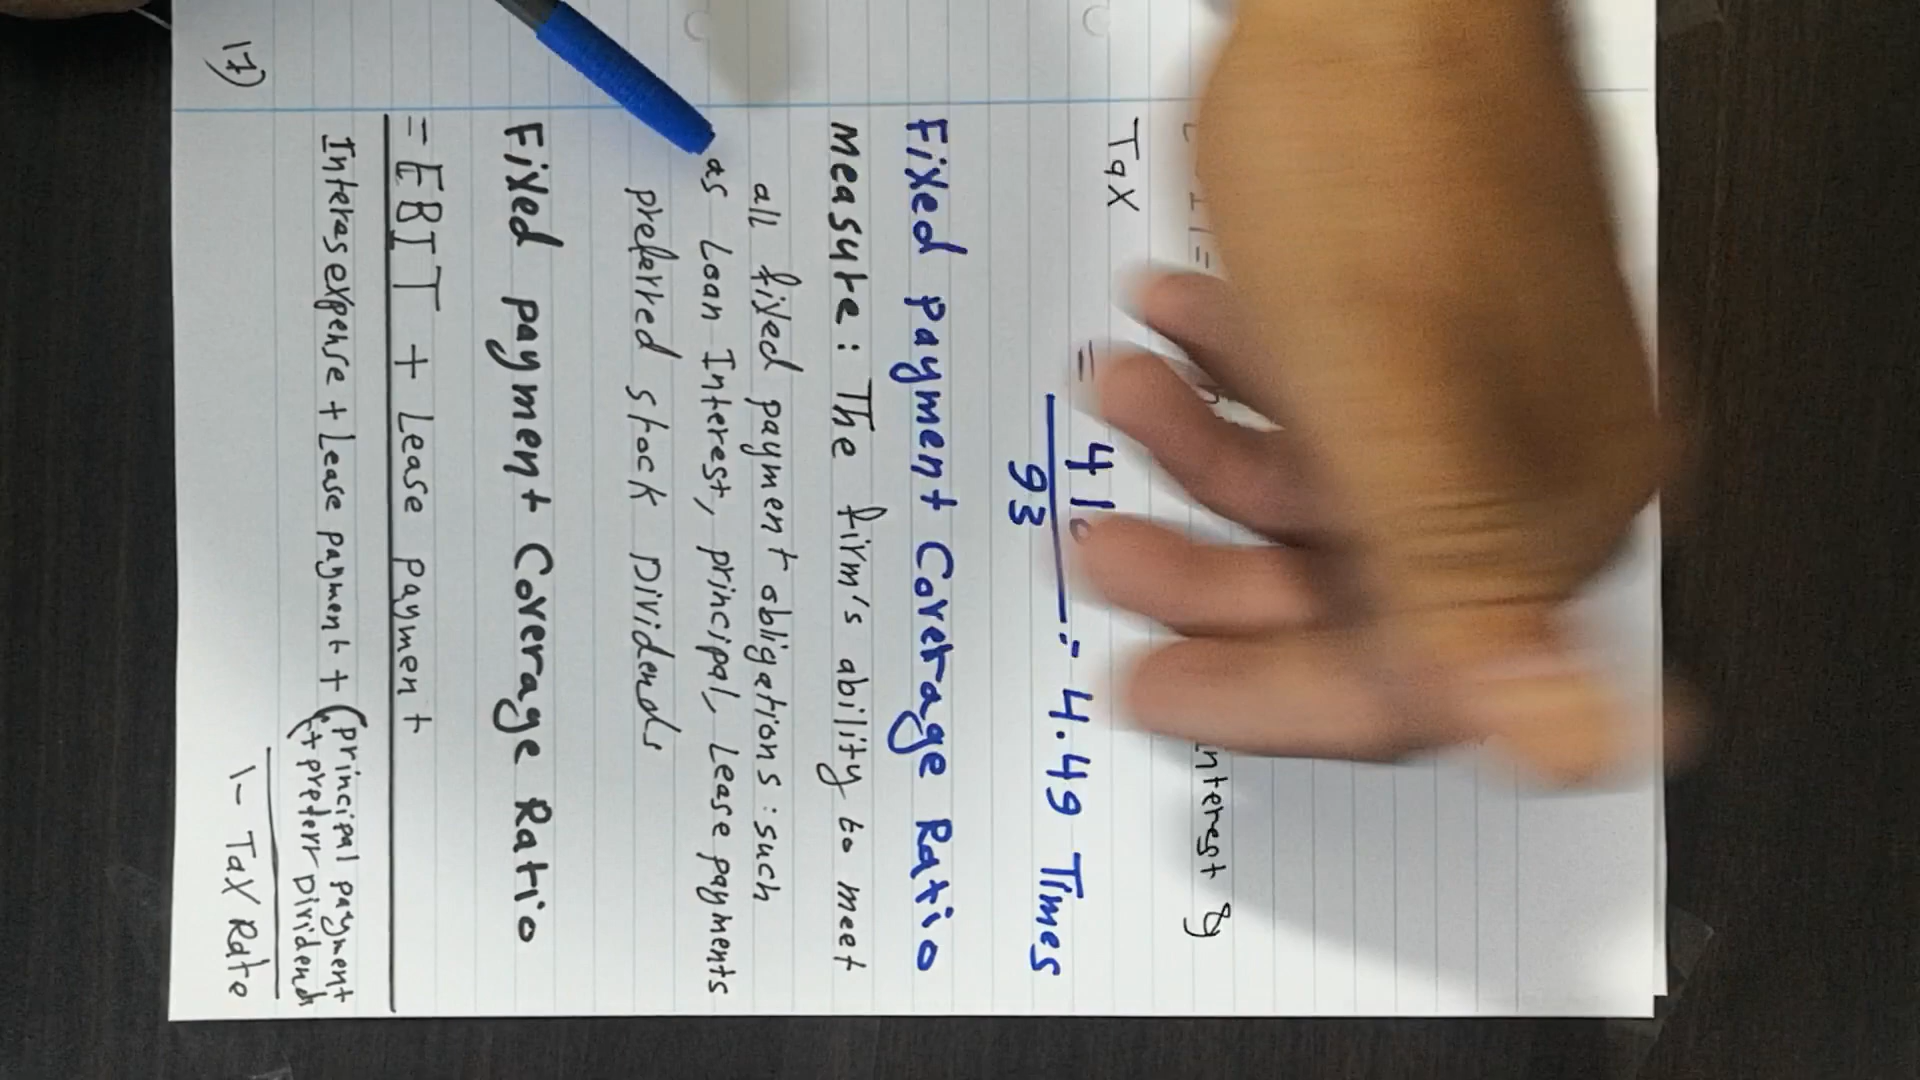 Interest &
Tax
= 41
93
= 4.49 Times
Fixed payment Coverage Ratio
measure: The firm's ability to meet
all fixed payment obligations: such
as Loan Interest, principal, Lease payments
preferred stock Dividends
Fixed payment Coverage Ratio
= EBIT + Lease payment
Interasexpense + Lease payment + (principal payment
(+ preferr Dividend
1 - Tax Rate
17)